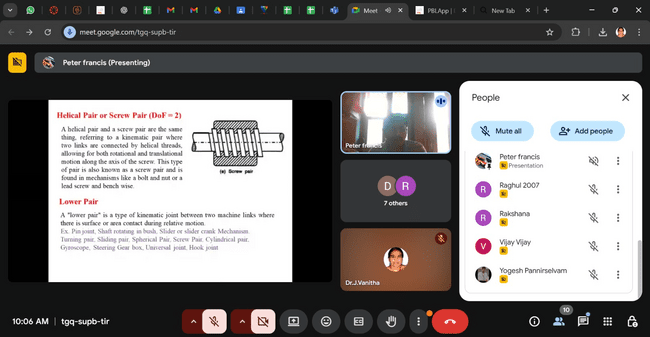 Meet
PBLApp |
New Tab
meet.google.com/tgq-supb-tir
Peter francis (Presenting)
Helical Pair or Screw Pair (DoF = 2)
A helical pair and a screw pair are the same
thing, referring to a kinematic pair where
two links are connected by helical threads,
allowing for both rotational and translational
motion along the axis of the screw. This type
of pair is also known as a screw pair and is
found in mechanisms like a bolt and nut or a
lead screw and bench wise.
(e) Screw pair
Lower Pair
A "lower pair" is a type of kinematic joint between two machine links where
there is surface or area contact during relative motion.
Ex. Pin joint, Shaft rotating in bush, Slider or slider crank Mechanism.
Turning pair, Sliding pair, Spherical Pair, Screw Pair, Cylindrical pair,
Gyroscope, Steering Gear box, Universal joint, Hook joint
Peter francis
D
R
7 others
Dr.J.Vanitha
People
Mute all
Add people
Peter francis
Presentation
R
Raghul 2007
R
Rakshana
V
Vijay Vijay
Yogesh Pannirselvam
10:06 AM | tgq-supb-tir
10